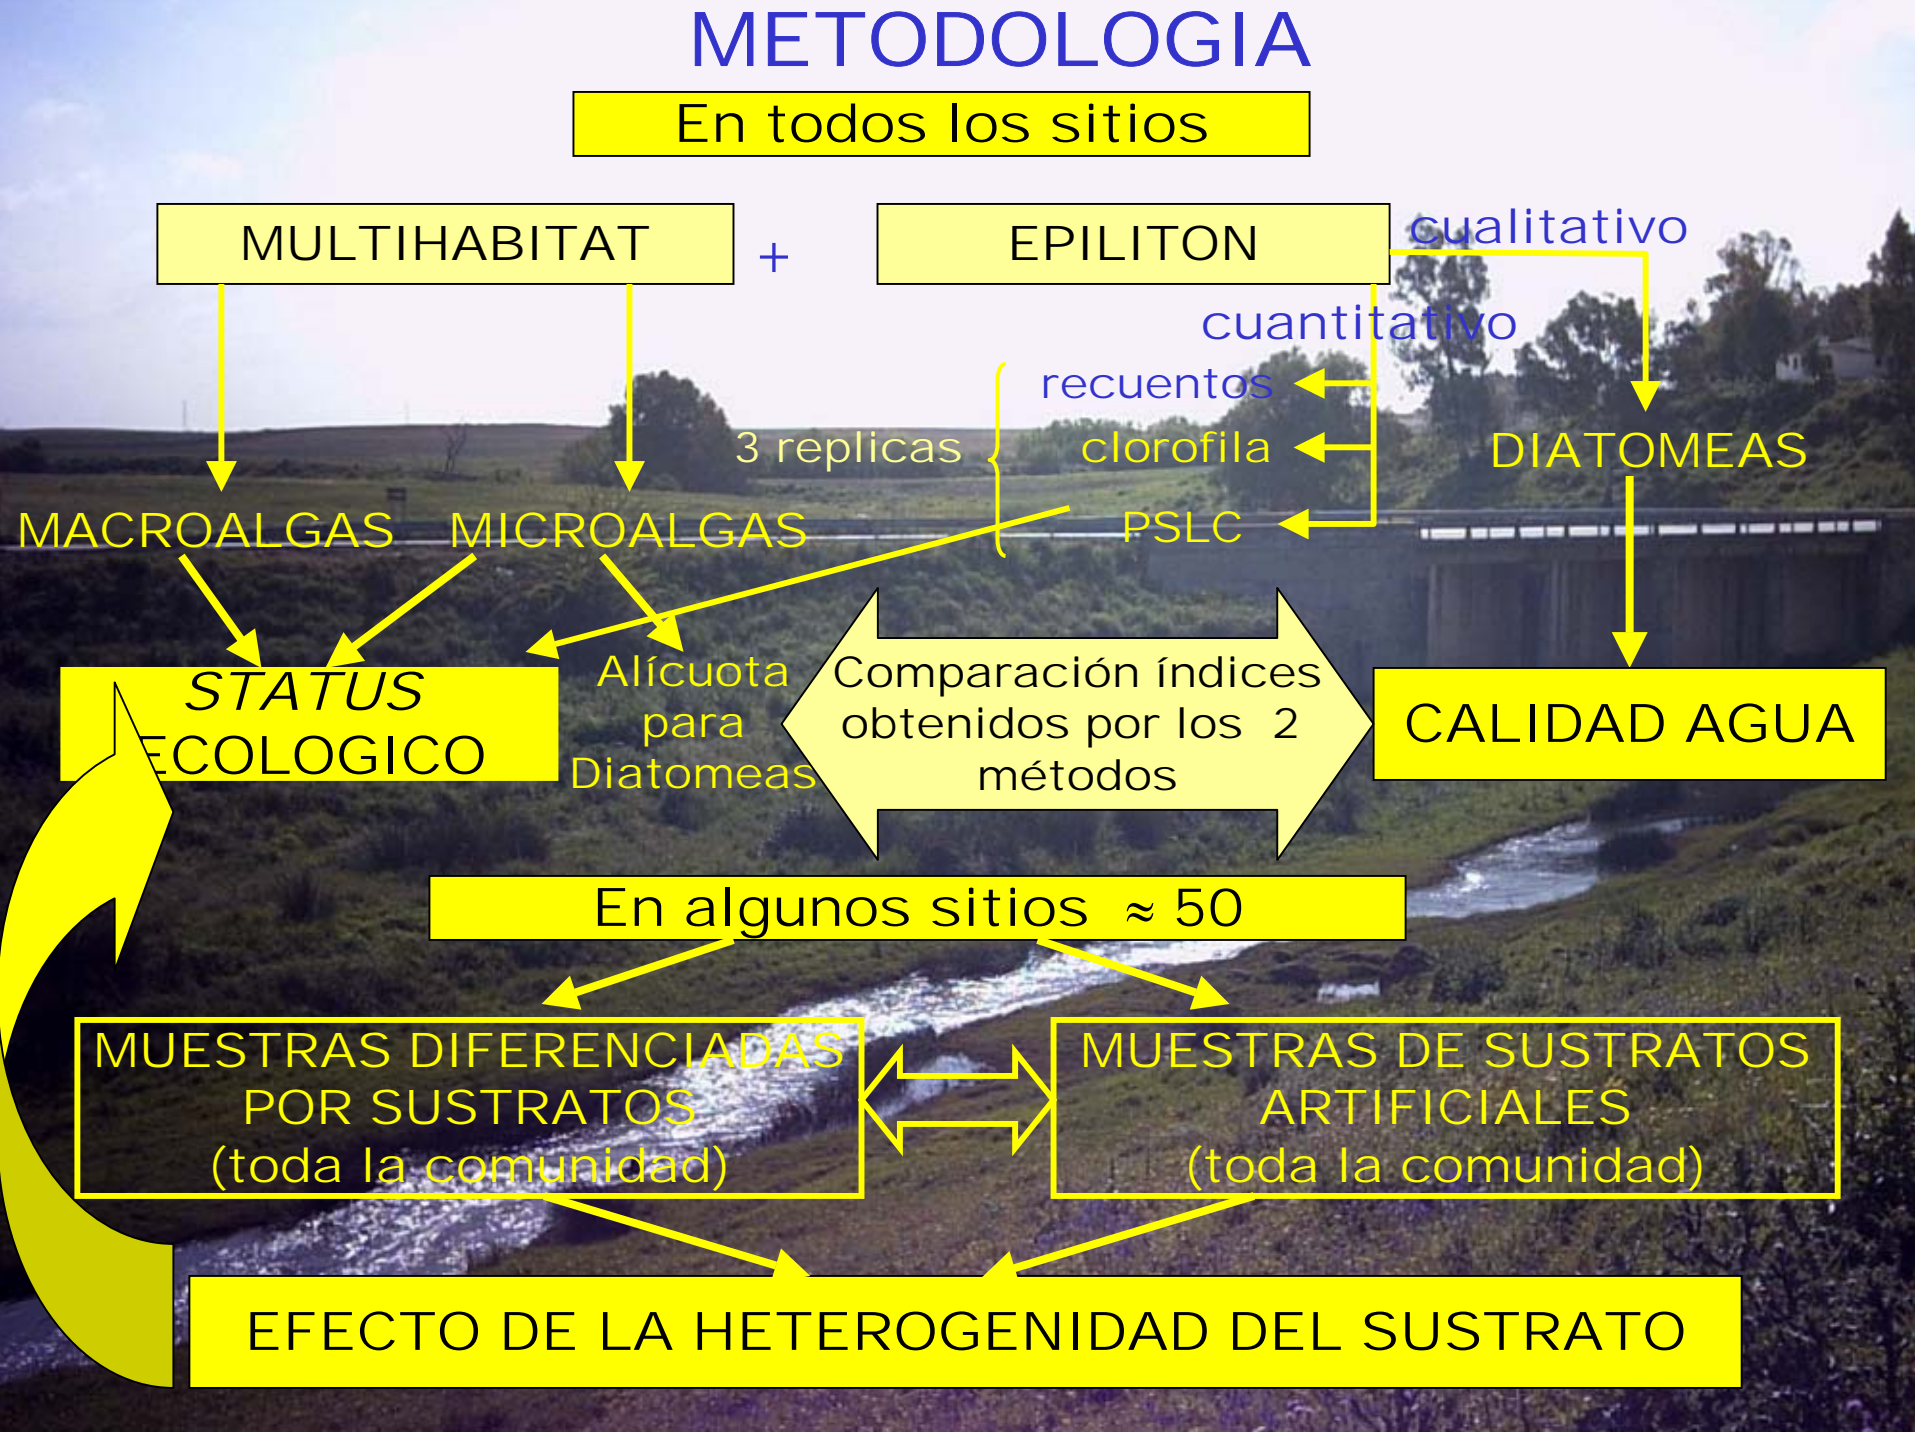 METODOLOGIA
En todos los sitios
MULTIHABITAT
+
EPILITON
cualitativo
cuantitativo
recuentos
3 replicas
clorofila
PSLC
DIATOMEAS
MACROALGAS
MICROALGAS
STATUS
ECOLOGICO
Alícuota
para
Diatomeas
Comparación índices
obtenidos por los 2
métodos
CALIDAD AGUA
En algunos sitios ≈ 50
MUESTRAS DIFERENCIADAS
POR SUSTRATOS
(toda la comunidad)
MUESTRAS DE SUSTRATOS
ARTIFICIALES
(toda la comunidad)
EFECTO DE LA HETEROGENIDAD DEL SUSTRATO